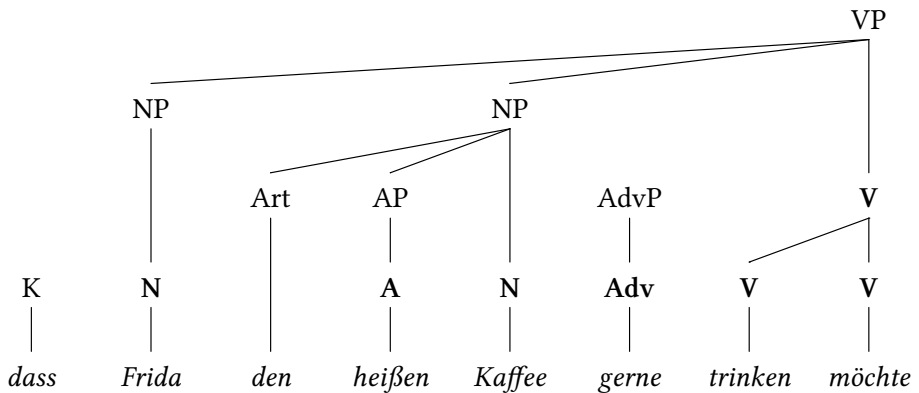 VP
NP NP
Art AP AdvP V
K N A N Adv V V
dass Frida den heißen Kaffee gerne trinken möchte